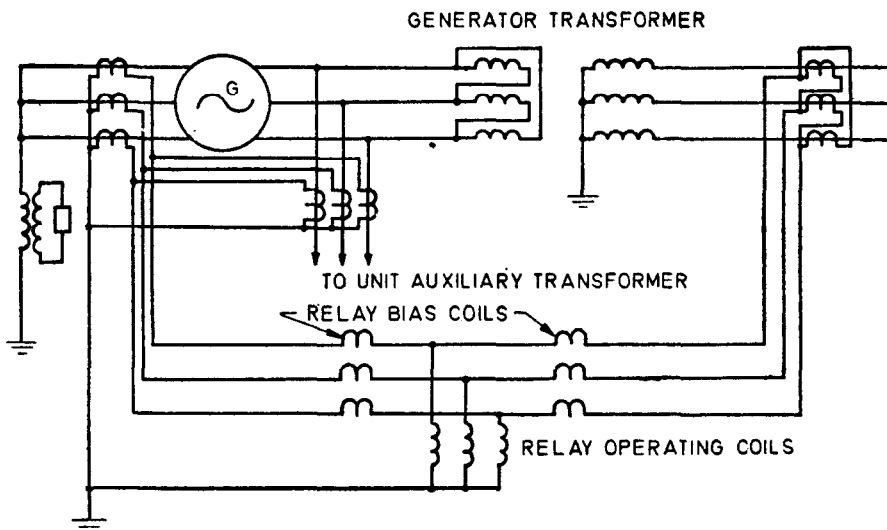 GENERATOR TRANSFORMER
G
TO UNIT AUXILIARY TRANSFORMER
RELAY BIAS COILS
RELAY OPERATING COILS